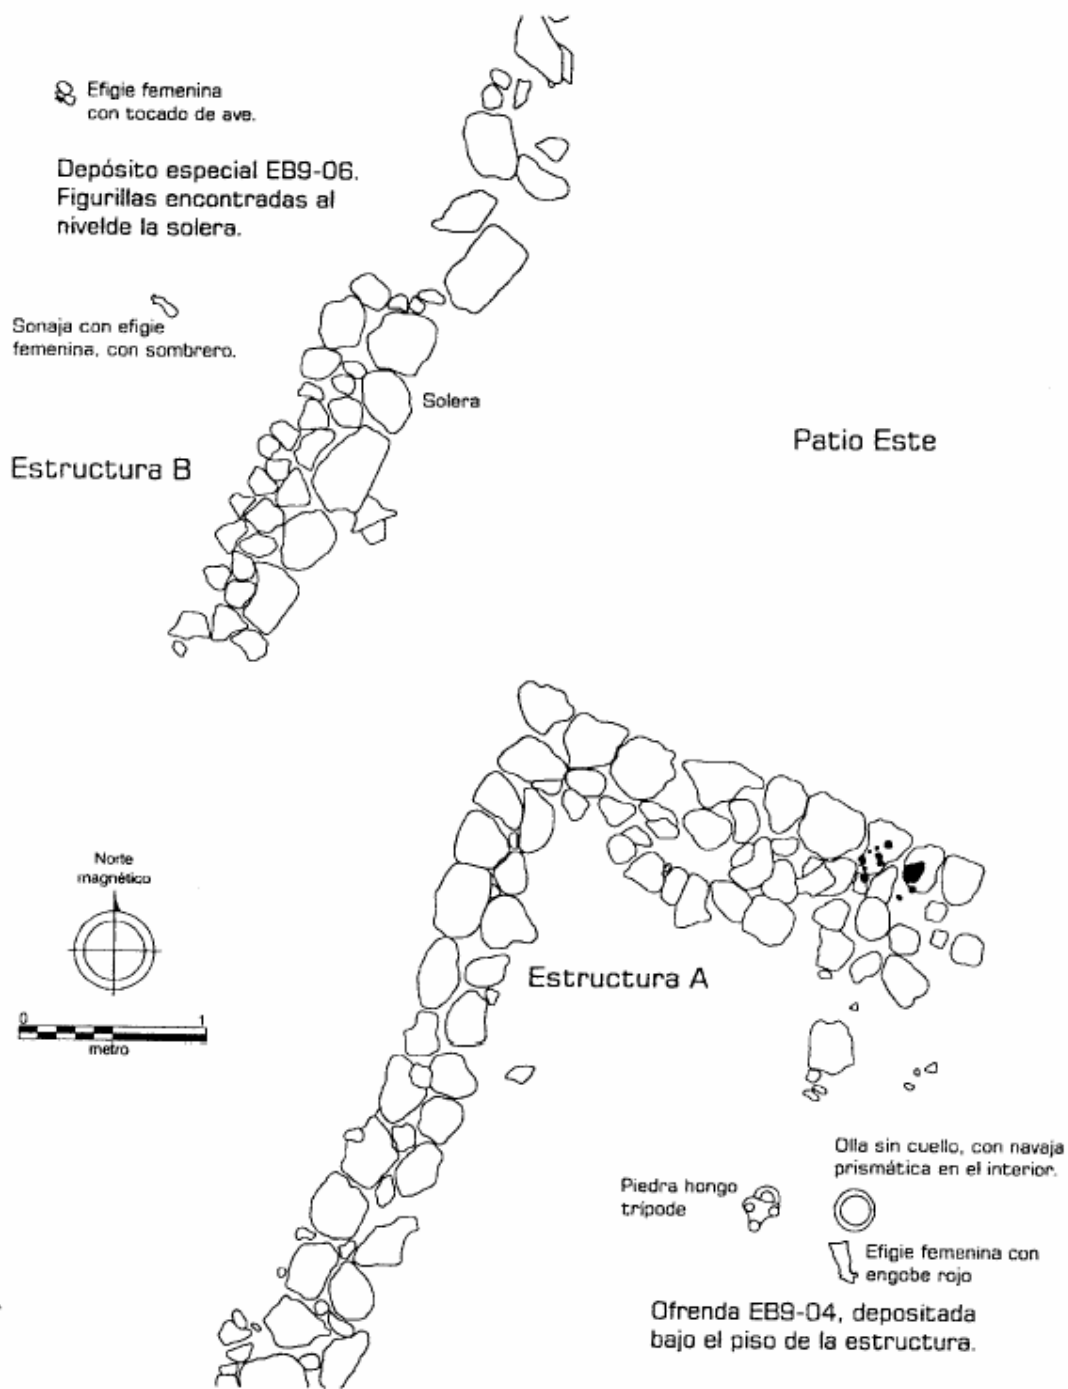 Efigie femenina
con tocado de ave.
Depósito especial EB9-06.
Figurillas encontradas al
nivelde la solera.
Sonaja con efigie
femenina, con sombrero.
Solera
Patio Este
Estructura B
Norte
magnético
0 1
metro
Estructura A
Olla sin cuello, con navaja
prismática en el interior.
Piedra hongo
trípode
Efigie femenina con
engobe rojo
Ofrenda EB9-04, depositada
bajo el piso de la estructura.